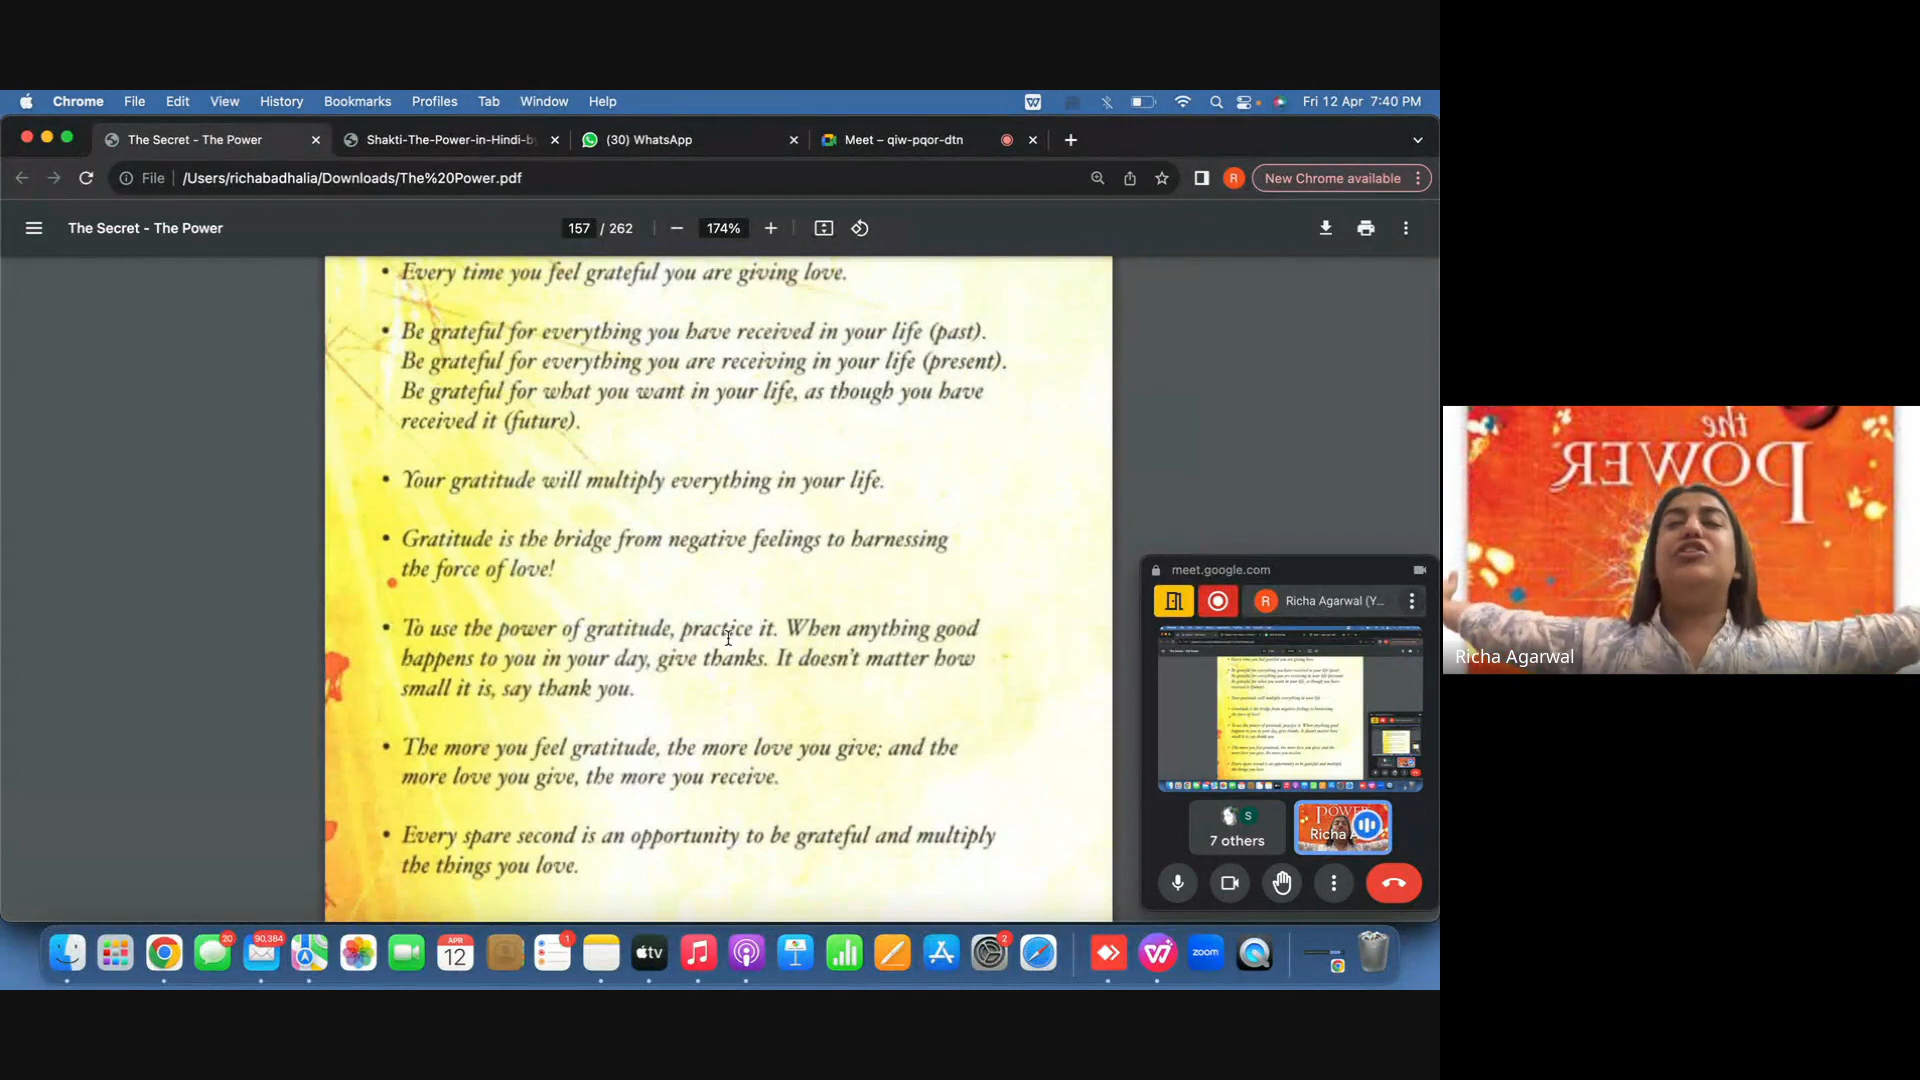 Chrome File Edit View History Bookmarks Profiles Tab Window Help
Fri 12 Apr 7:40 PM
The Secret - The Power
Shakti-The-Power-in-Hindi-b
(30) WhatsApp
Meet – qiw-pqor-dtn
File /Users/richabadhalia/Downloads/The%20Power.pdf
R
New Chrome available
The Secret - The Power
157 / 262
174%
• Every time you feel grateful you are giving love.
• Be grateful for everything you have received in your life (past).
Be grateful for everything you are receiving in your life (present).
Be grateful for what you want in your life, as though you have
received it (future).
• Your gratitude will multiply everything in your life.
• Gratitude is the bridge from negative feelings to harnessing
the force of love!
• To use the power of gratitude, practice it. When anything good
happens to you in your day, give thanks. It doesn't matter how
small it is, say thank you.
• The more you feel gratitude, the more love you give; and the
more love you give, the more you receive.
• Every spare second is an opportunity to be grateful and multiply
the things you love.
meet.google.com
R Richa Agarwal (Y...
S
7 others
POWER
Richa A
20
90,384
APR
12
1
tv
2
zoom
the
POWER
Richa Agarwal